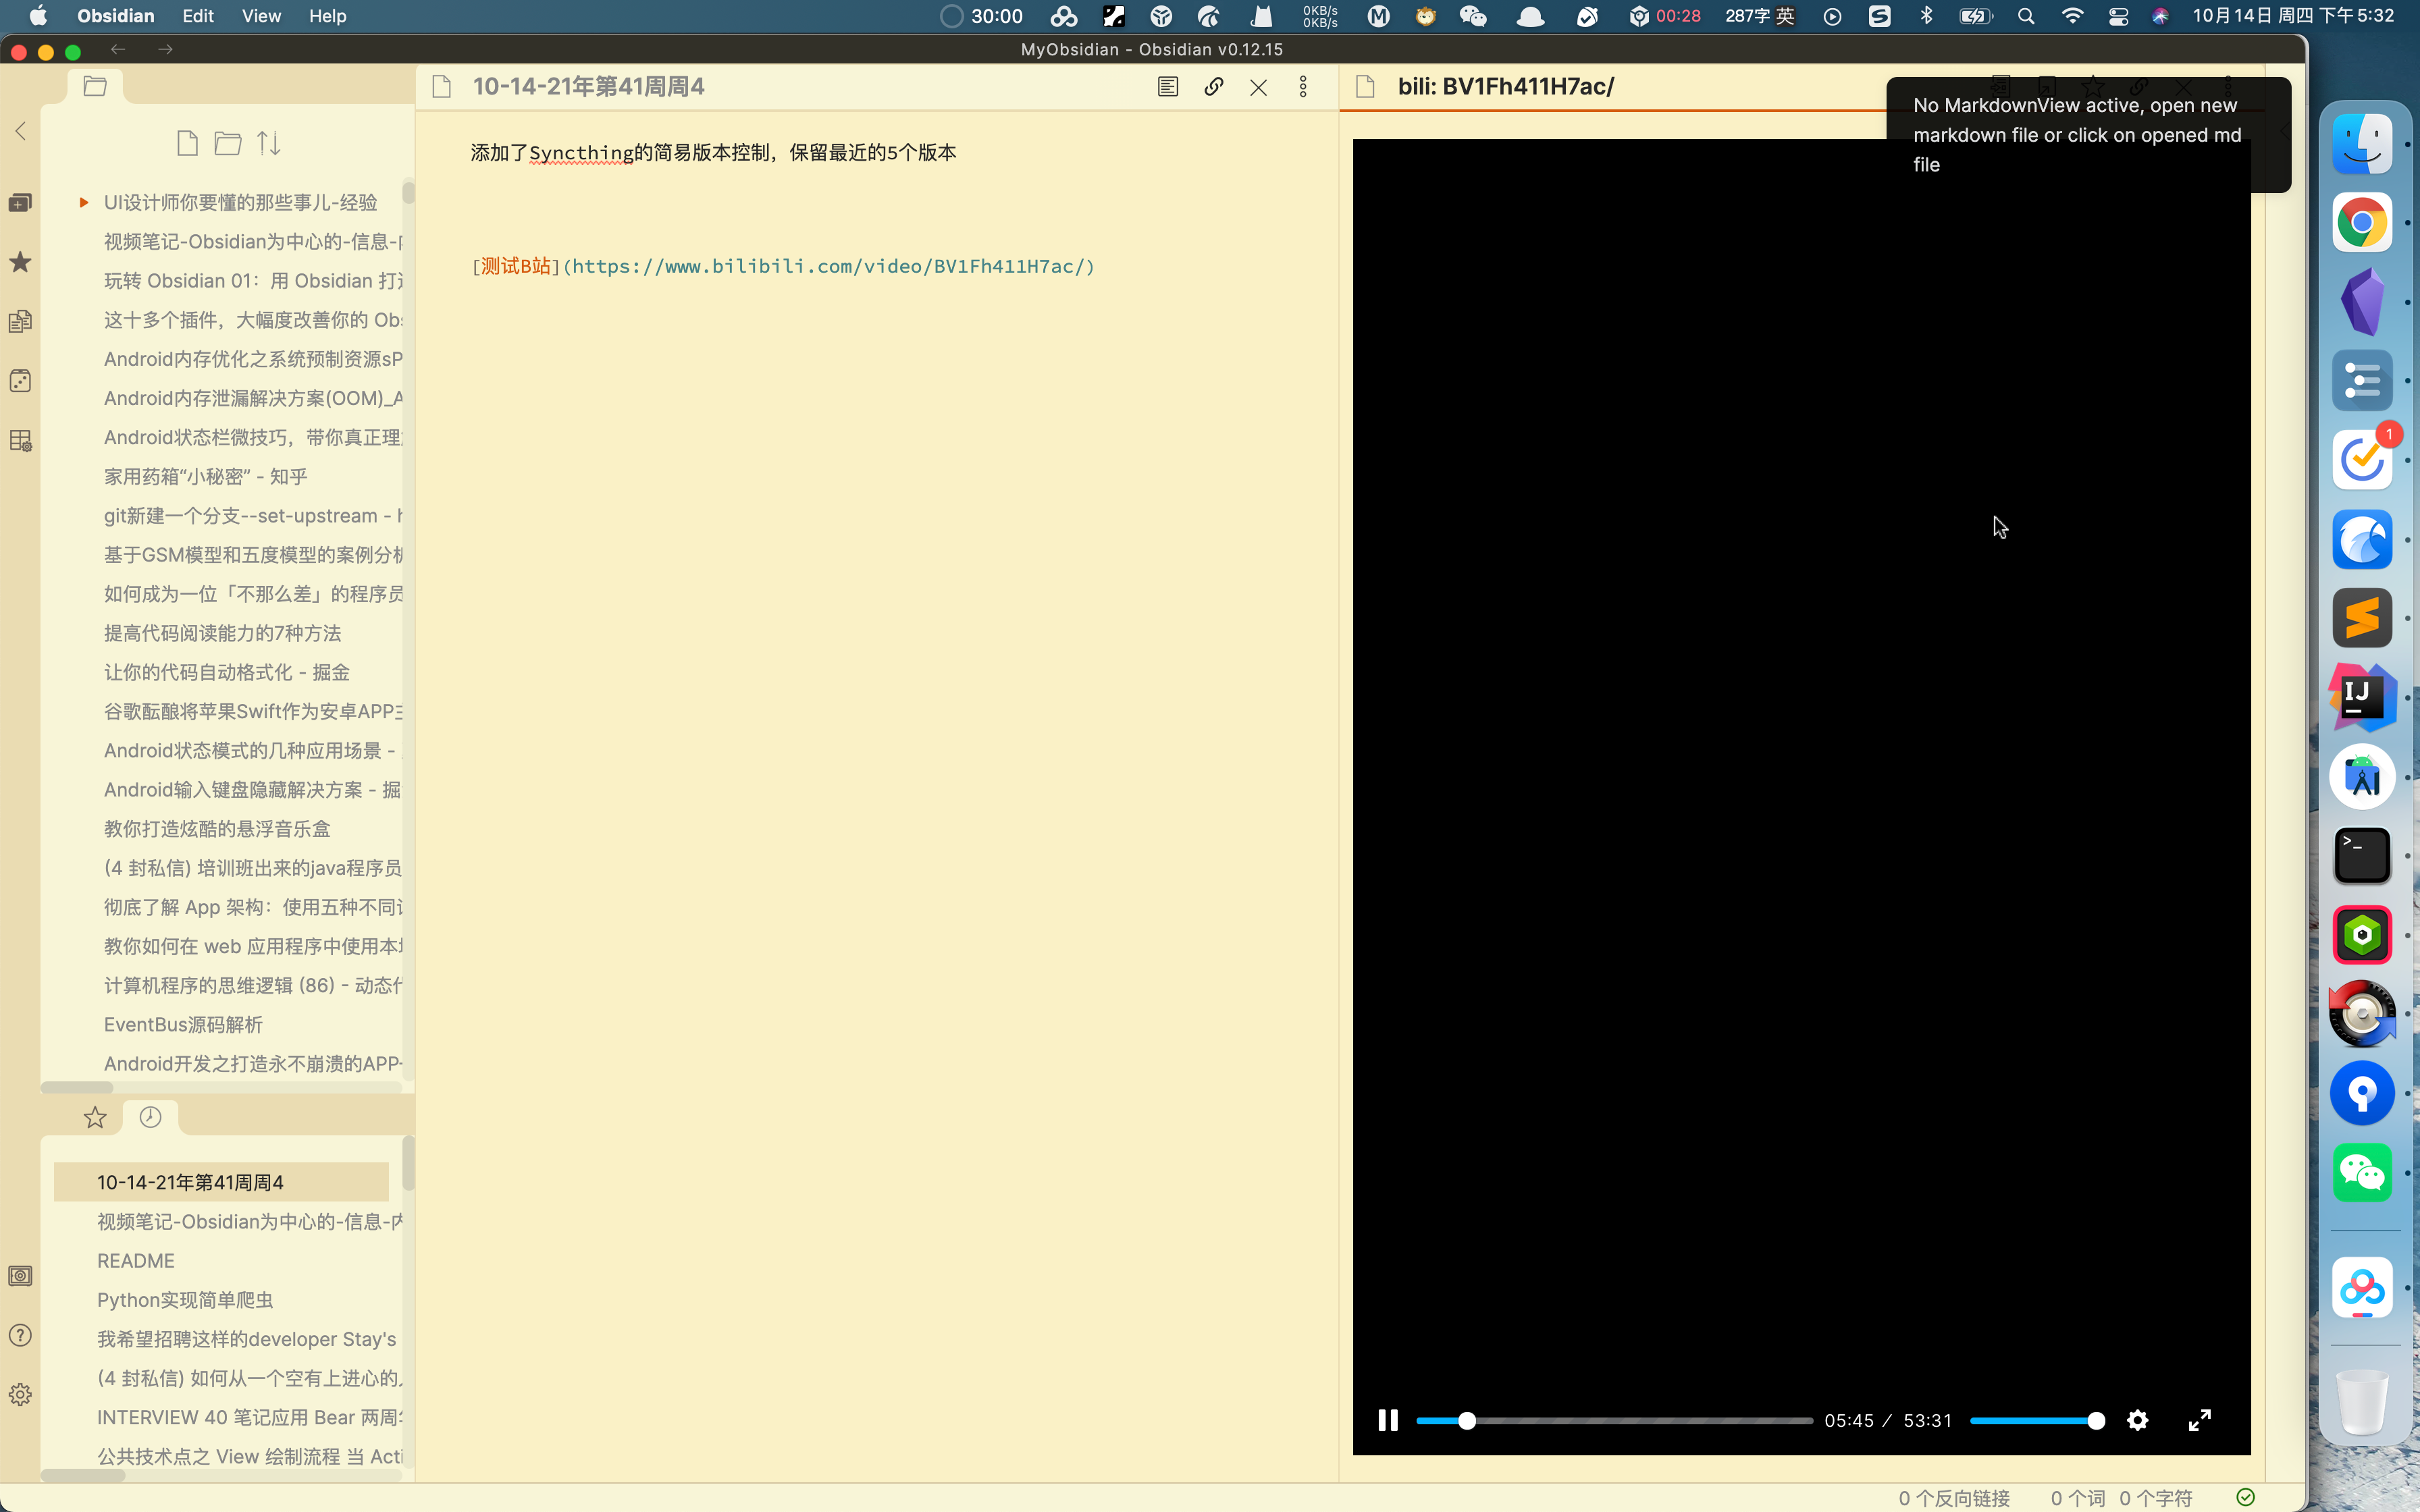 Obsidian Edit View Help 30:00 0KB/s 0KB/s 00:28 287字 英 10月14日 周四 下午5:32
MyObsidian - Obsidian v0.12.15
10-14-21年第41周周4
bili: BV1Fh411H7ac/
No MarkdownView active, open new
markdown file or click on opened md
file
添加了Syncthing的简易版本控制，保留最近的5个版本
[测试B站](https://www.bilibili.com/video/BV1Fh411H7ac/)
UI设计师你要懂的那些事儿-经验
视频笔记-Obsidian为中心的-信息-
玩转 Obsidian 01：用 Obsidian 打
这十多个插件，大幅度改善你的 Obs
Android内存优化之系统预制资源sP
Android内存泄漏解决方案(OOM)_A
Android状态栏微技巧，带你真正理
家用药箱“小秘密” - 知乎
git新建一个分支--set-upstream - h
基于GSM模型和五度模型的案例分析
如何成为一位「不那么差」的程序员
提高代码阅读能力的7种方法
让你的代码自动格式化 - 掘金
谷歌酝酿将苹果Swift作为安卓APP主
Android状态模式的几种应用场景 -
Android输入键盘隐藏解决方案 - 掘
教你打造炫酷的悬浮音乐盒
(4 封私信) 培训班出来的java程序员
彻底了解 App 架构：使用五种不同
教你如何在 web 应用程序中使用本
计算机程序的思维逻辑 (86) - 动态代
EventBus源码解析
Android开发之打造永不崩溃的APP-
10-14-21年第41周周4
视频笔记-Obsidian为中心的-信息-内
README
Python实现简单爬虫
我希望招聘这样的developer Stay's
(4 封私信) 如何从一个空有上进心的
INTERVIEW 40 笔记应用 Bear 两周年
公共技术点之 View 绘制流程 当 Acti
05:45 / 53:31
0 个反向链接 0 个词 0 个字符
1
IJ